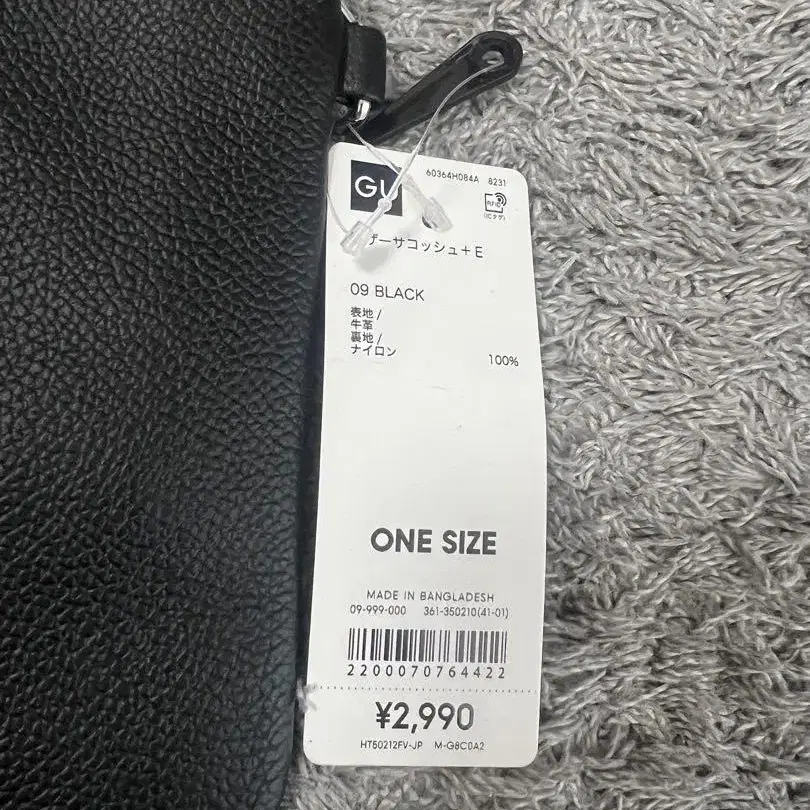 GU
60364H084A 8231
RFID
(ICタグ)
ザーサコッシュ+E
09 BLACK
表地 /
牛革
裏地 /
ナイロン 100%
ONE SIZE
MADE IN BANGLADESH
09-999-000 361-350210(41-01)
2200070764422
¥2,990
HT50212FV-JP M-G8C0A2